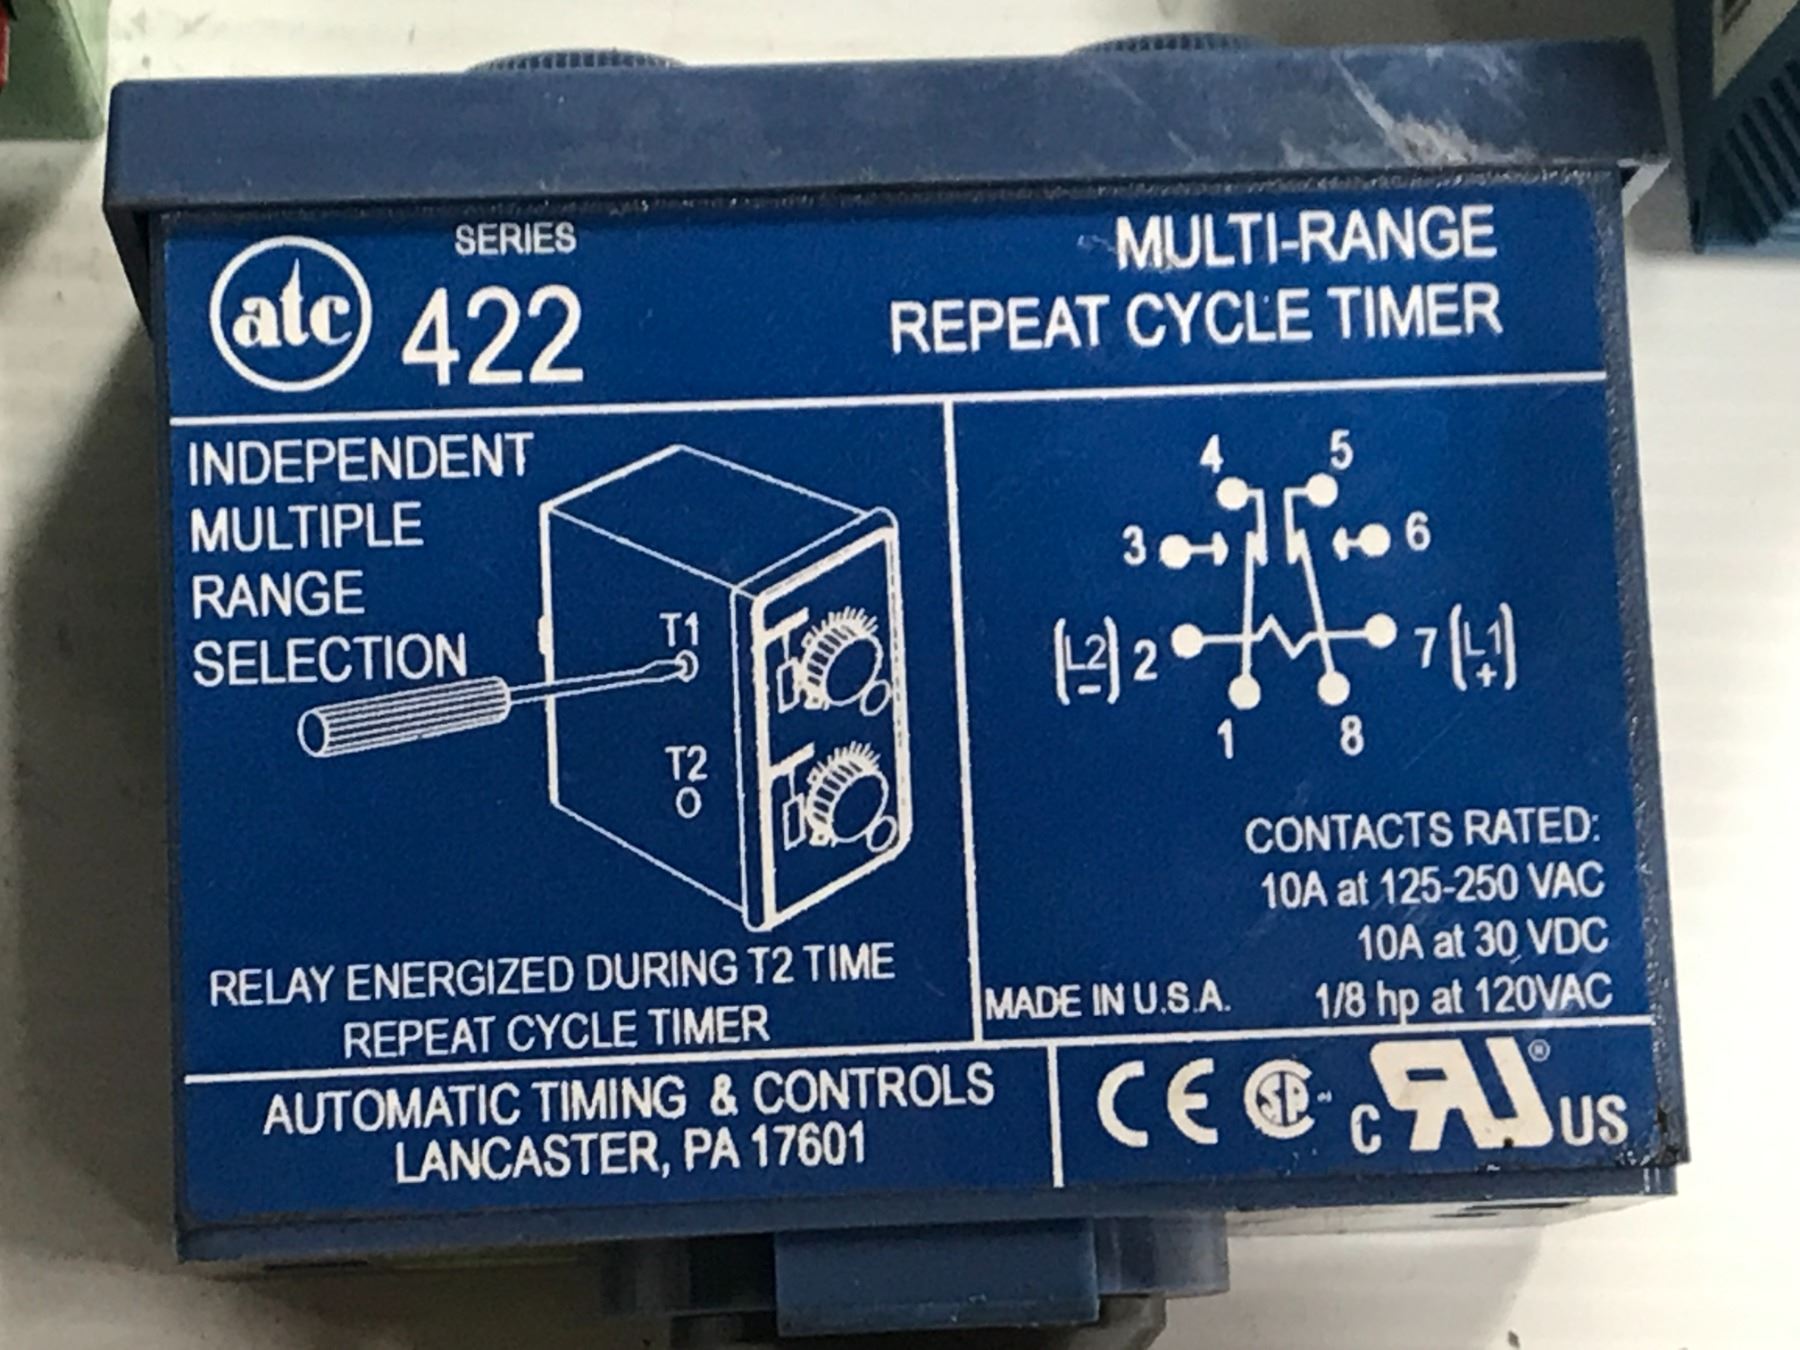 atc
SERIES
422
MULTI-RANGE
REPEAT CYCLE TIMER
INDEPENDENT
MULTIPLE
RANGE
SELECTION
T1
T2
RELAY ENERGIZED DURING T2 TIME
REPEAT CYCLE TIMER
4 5
3 6
(L2 -) 2 7 (L1 +)
1 8
CONTACTS RATED:
10A at 125-250 VAC
10A at 30 VDC
MADE IN U.S.A. 1/8 hp at 120VAC
AUTOMATIC TIMING & CONTROLS
LANCASTER, PA 17601
CE SP c RU ® US